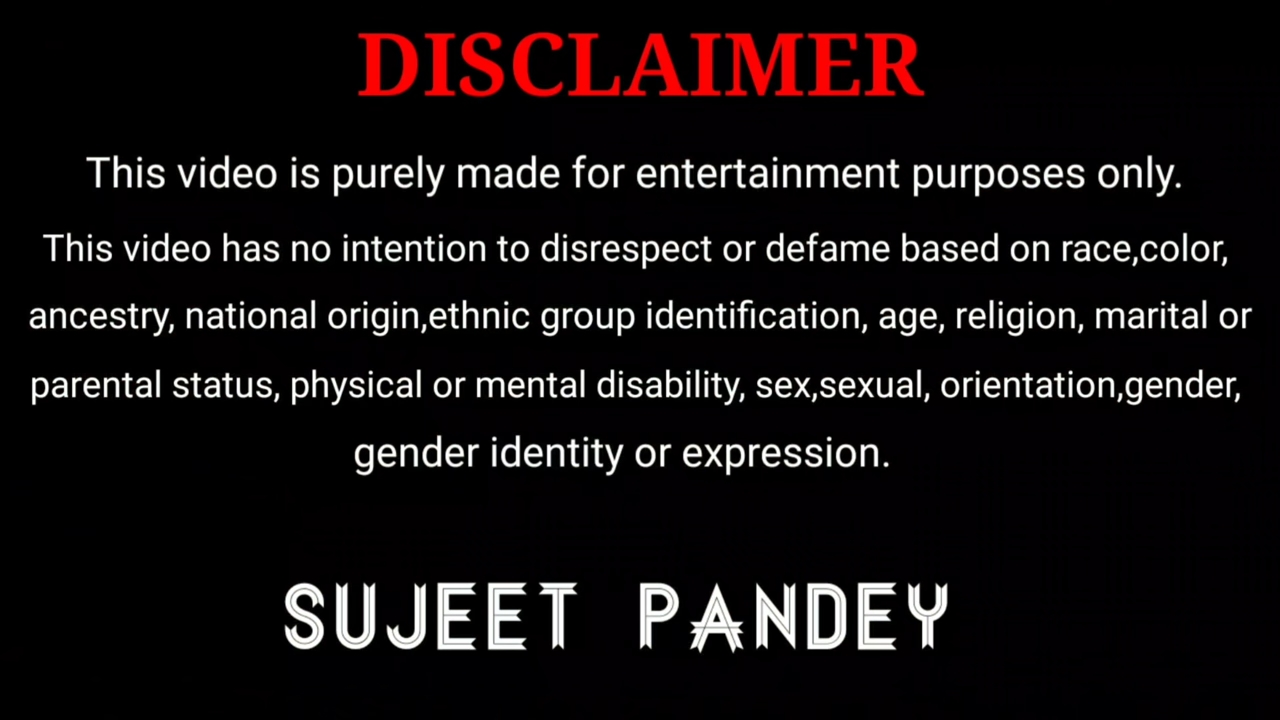 DISCLAIMER
This video is purely made for entertainment purposes only.
This video has no intention to disrespect or defame based on race,color,
ancestry, national origin,ethnic group identification, age, religion, marital or
parental status, physical or mental disability, sex,sexual, orientation,gender,
gender identity or expression.
SUJEET PANDEY